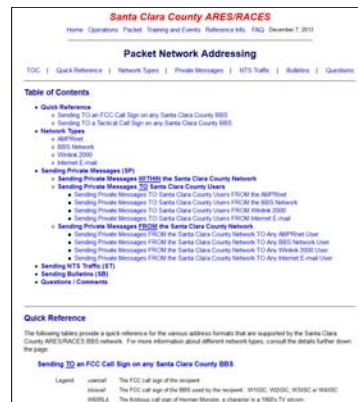 Santa Clara County ARES/RACES
Home Operations Packet Training and Events Reference Info. FAQ December 7, 2013
Packet Network Addressing
TOC | Quick Reference | Network Types | Private Messages | NTS Traffic | Bulletins | Questions
Table of Contents
Quick Reference
Sending TO an FCC Call Sign on any Santa Clara County BBS
Sending TO a Tactical Call Sign on any Santa Clara County BBS
Network Types
AMPRnet
BBS Network
Winlink 2000
Internet E-mail
Sending Private Messages (SP)
Sending Private Messages WITHIN the Santa Clara County Network
Sending Private Messages TO Santa Clara County Users
Sending Private Messages TO Santa Clara County Users FROM the AMPRnet
Sending Private Messages TO Santa Clara County Users FROM the BBS Network
Sending Private Messages TO Santa Clara County Users FROM Winlink 2000
Sending Private Messages TO Santa Clara County Users FROM Internet E-mail
Sending Private Messages FROM the Santa Clara County Network
Sending Private Messages FROM the Santa Clara County Network TO Any AMPRnet User
Sending Private Messages FROM the Santa Clara County Network TO Any BBS Network User
Sending Private Messages FROM the Santa Clara County Network TO Any Winlink 2000 User
Sending Private Messages FROM the Santa Clara County Network TO Any Internet E-mail User
Sending NTS Traffic (ST)
Sending Bulletins (SB)
Questions / Comments
Quick Reference
The following tables provide a quick reference for the various address formats that are supported by the Santa Clara
County ARES/RACES BBS network. For more information about different network types, consult the details further down
the page.
Sending TO an FCC Call Sign on any Santa Clara County BBS
Legend usercall The FCC call sign of the recipient
bbscall The FCC call sign of the BBS used by the recipient: W1XSC, W2XSC, W3XSC or W4XSC
The fictitious call sign of Herman Munster, a character in a 1960's TV sitcom